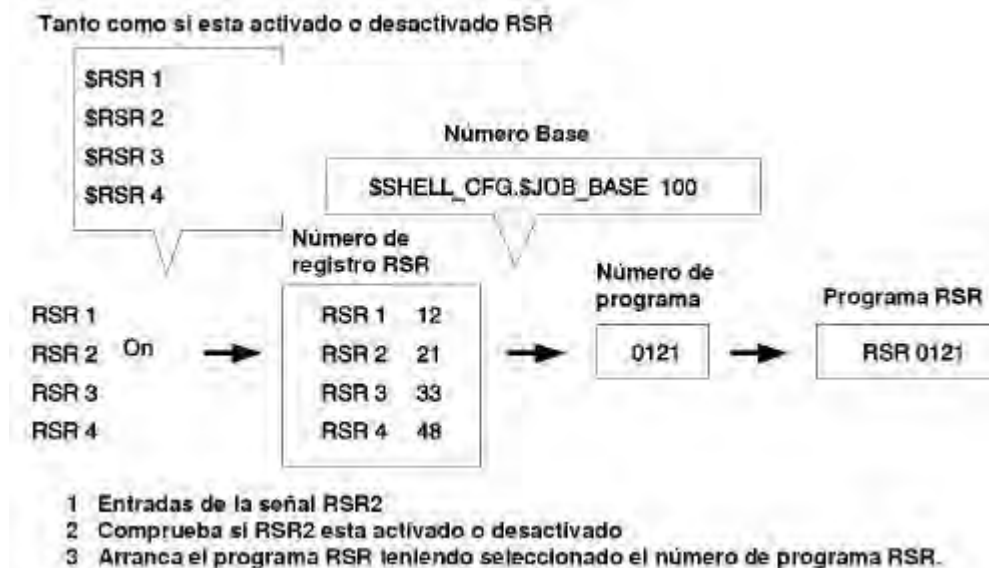 Tanto como si esta activado o desactivado RSR
$RSR 1
$RSR 2
$RSR 3
$RSR 4
Número Base
$SHELL_CFG.$JOB_BASE 100
Número de
registro RSR
RSR 1
RSR 2 On
RSR 3
RSR 4
RSR 1 12
RSR 2 21
RSR 3 33
RSR 4 48
Número de
programa
0121
Programa RSR
RSR 0121
1 Entradas de la señal RSR2
2 Comprueba si RSR2 esta activado o desactivado
3 Arranca el programa RSR teniendo seleccionado el número de programa RSR.